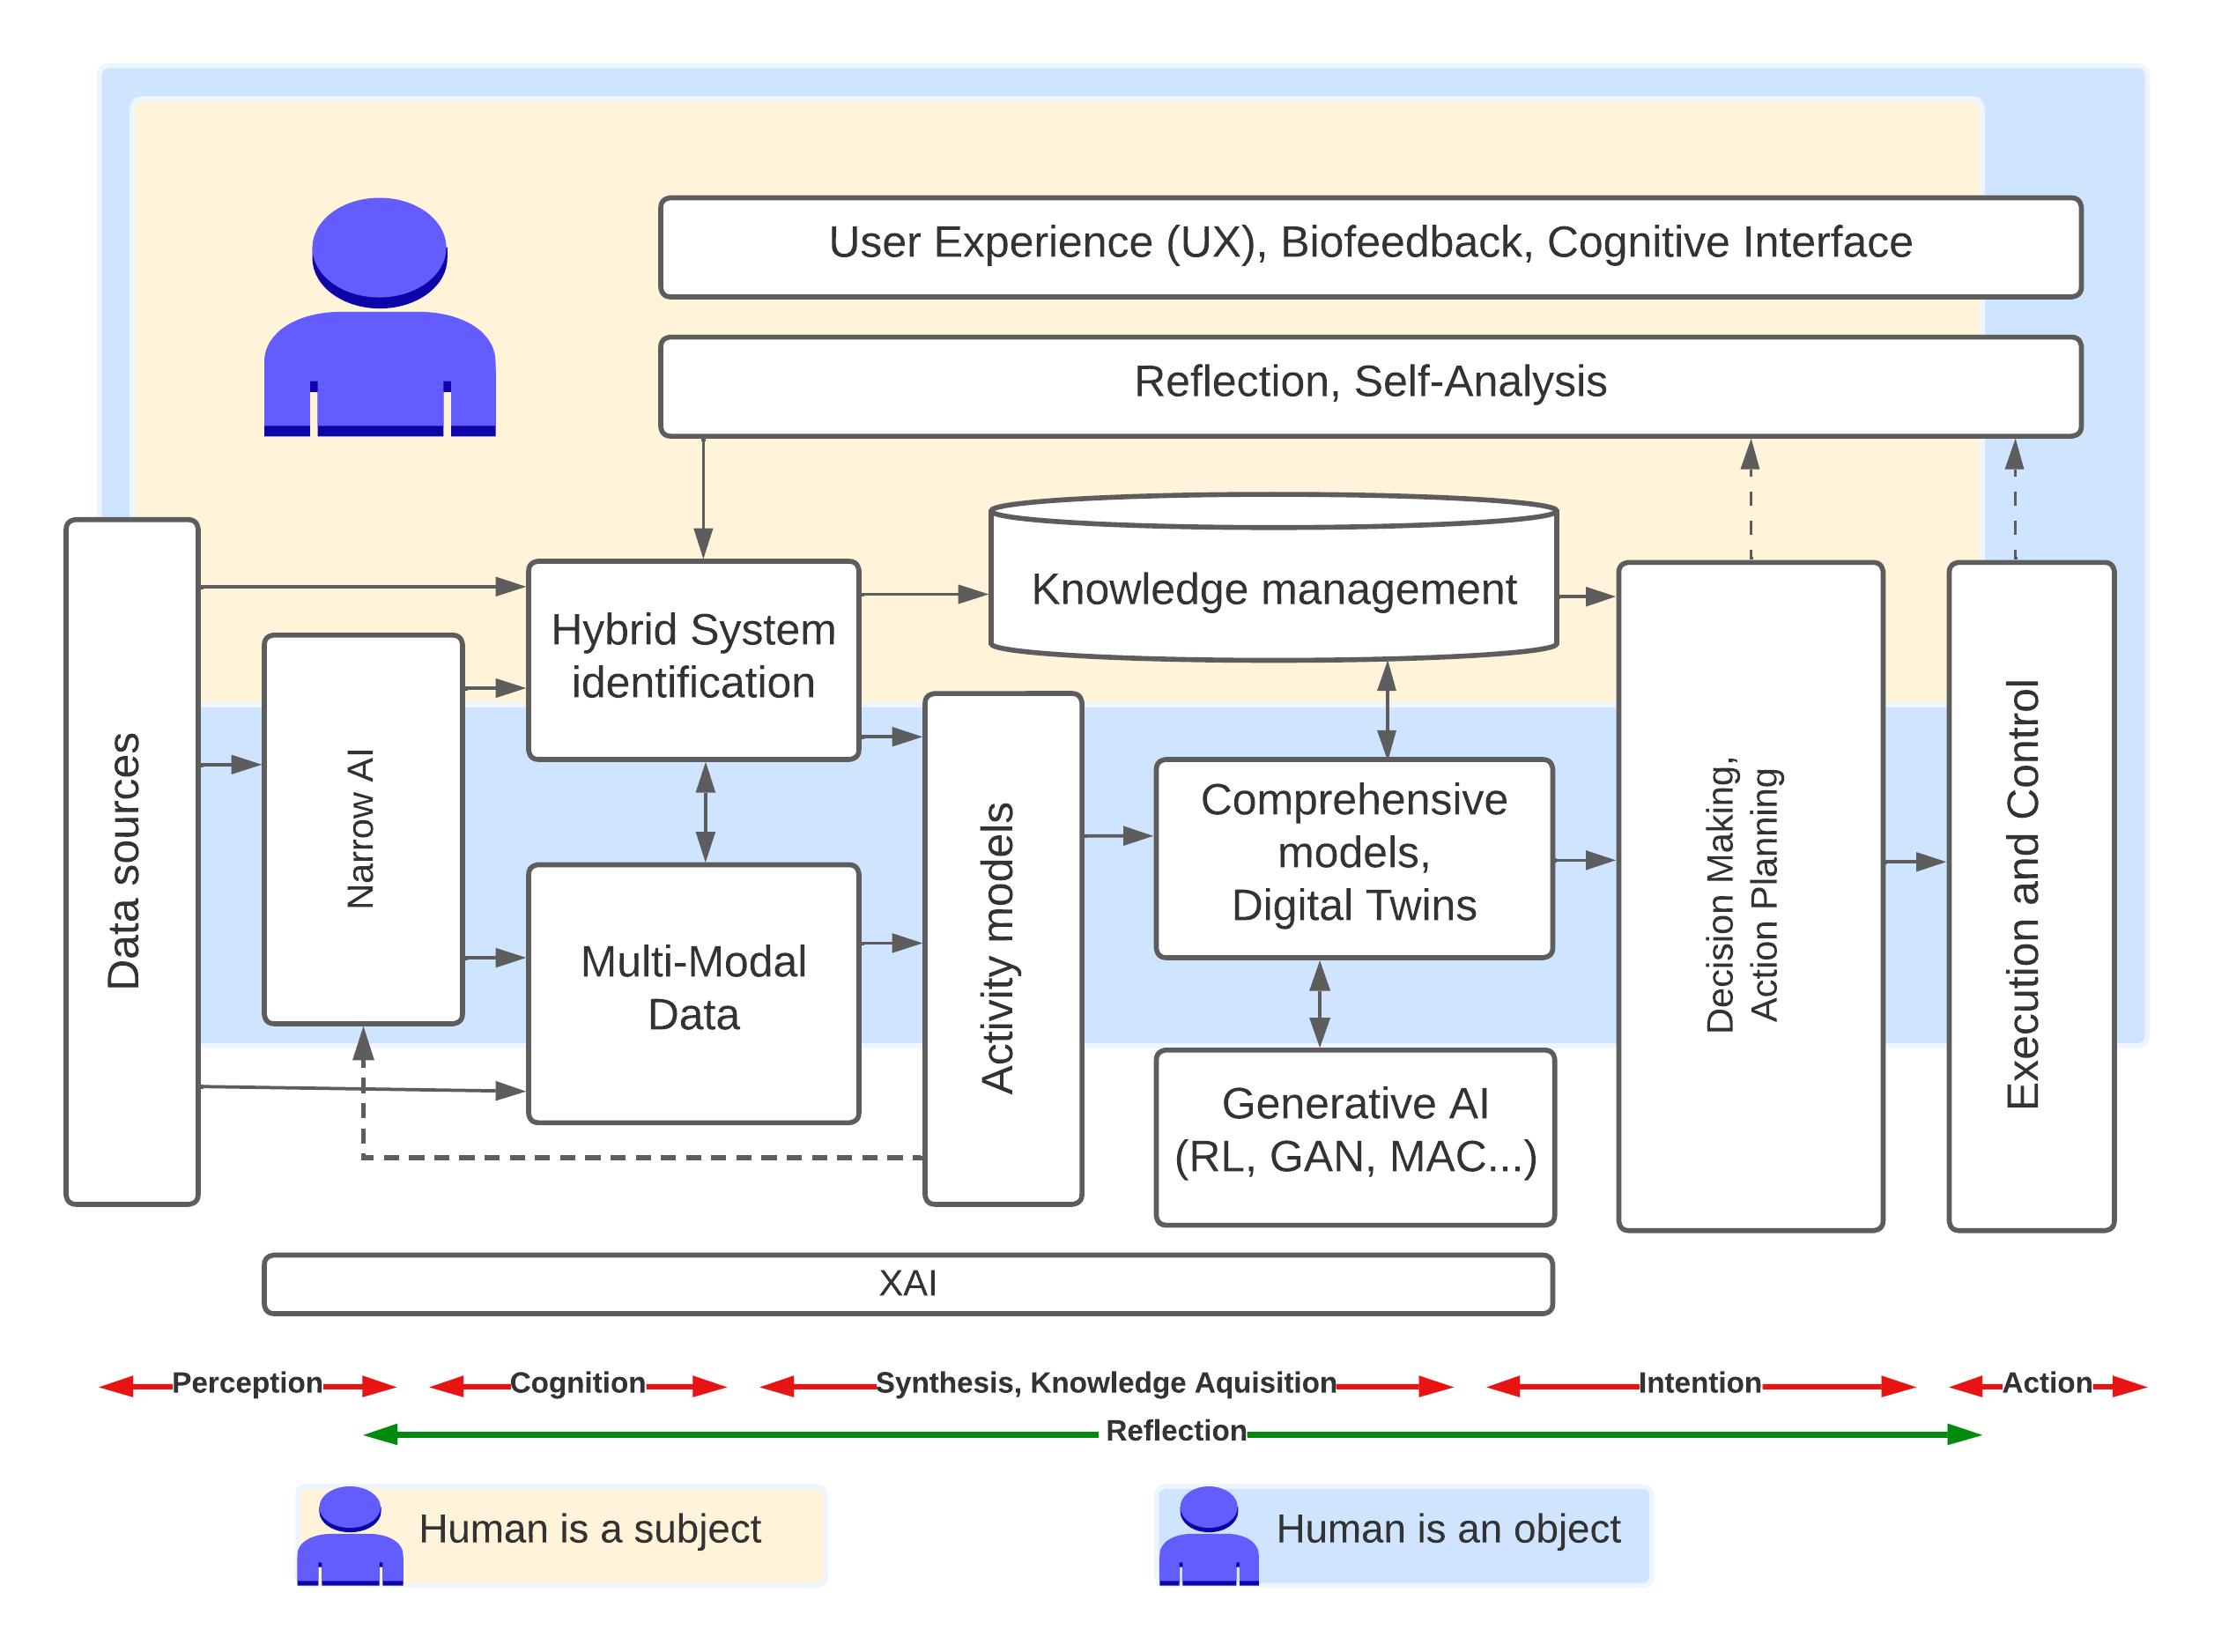 User Experience (UX), Biofeedback, Cognitive Interface
Reflection, Self-Analysis
Data sources
Narrow AI
Hybrid System
identification
Multi-Modal
Data
Knowledge management
Activity models
Comprehensive
models,
Digital Twins
Generative AI
(RL, GAN, MAC...)
Decision Making,
Action Planning
Execution and Control
XAI
Perception
Cognition
Synthesis, Knowledge Aquisition
Intention
Action
Reflection
Human is a subject
Human is an object